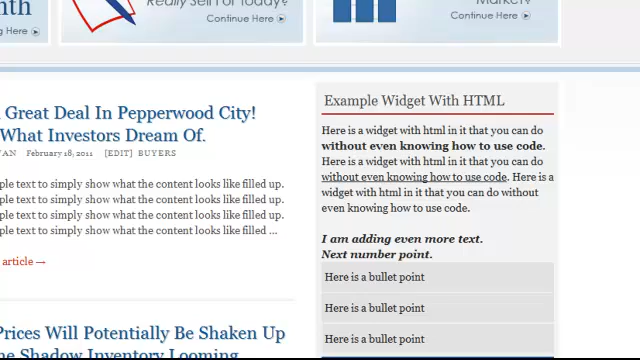 nth
ng Here
Really Sell For Today?
Continue Here
Market?
Continue Here
Great Deal In Pepperwood City!
What Investors Dream Of.
VAN February 18, 2011 [EDIT] BUYERS
ple text to simply show what the content looks like filled up.
ple text to simply show what the content looks like filled up.
ple text to simply show what the content looks like filled up.
ple text to simply show what the content looks like filled ...
article →
Prices Will Potentially Be Shaken Up
he Shadow Inventory Looming
Example Widget With HTML
Here is a widget with html in it that you can do
without even knowing how to use code.
Here is a widget with html in it that you can do
without even knowing how to use code. Here is a
widget with html in it that you can do without
even knowing how to use code.
I am adding even more text.
Next number point.
Here is a bullet point
Here is a bullet point
Here is a bullet point